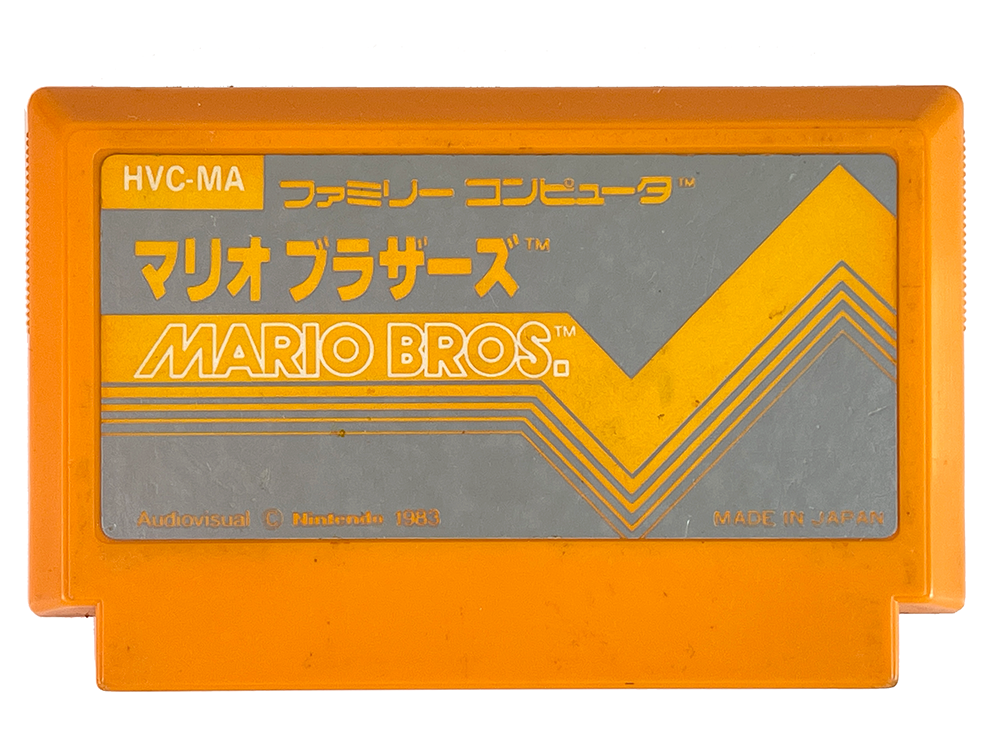 HVC-MA
ファミリー コンピュータ™
マリオ ブラザーズ™
MARIO BROS.™
Audiovisual © Nintendo 1983
MADE IN JAPAN